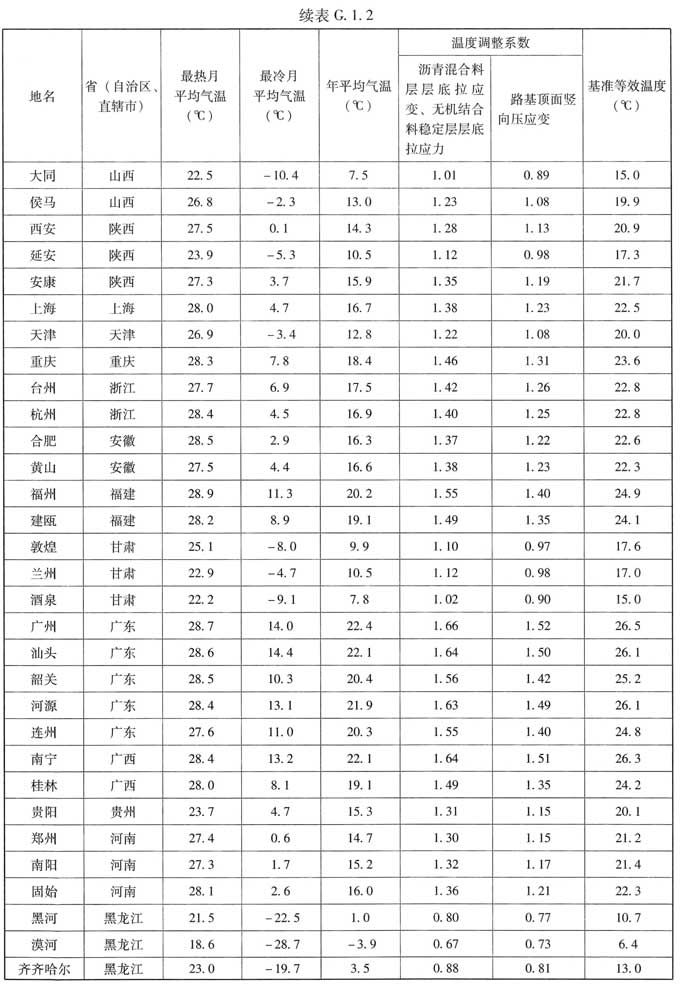 续表 G. 1. 2
地名 省(自治区、直辖市) 最热月平均气温(℃) 最冷月平均气温(℃) 年平均气温(℃) 温度调整系数 基准等效温度(℃)
沥青混合料层层底拉应变、无机结合料稳定层层底拉应力 路基顶面竖向压应变
大同 山西 22.5 −10.4 7.5 1.01 0.89 15.0
侯马 山西 26.8 −2.3 13.0 1.23 1.08 19.9
西安 陕西 27.5 0.1 14.3 1.28 1.13 20.9
延安 陕西 23.9 −5.3 10.5 1.12 0.98 17.3
安康 陕西 27.3 3.7 15.9 1.35 1.19 21.7
上海 上海 28.0 4.7 16.7 1.38 1.23 22.5
天津 天津 26.9 −3.4 12.8 1.22 1.08 20.0
重庆 重庆 28.3 7.8 18.4 1.46 1.31 23.6
台州 浙江 27.7 6.9 17.5 1.42 1.26 22.8
杭州 浙江 28.4 4.5 16.9 1.40 1.25 22.8
合肥 安徽 28.5 2.9 16.3 1.37 1.22 22.6
黄山 安徽 27.5 4.4 16.6 1.38 1.23 22.3
福州 福建 28.9 11.3 20.2 1.55 1.40 24.9
建瓯 福建 28.2 8.9 19.1 1.49 1.35 24.1
敦煌 甘肃 25.1 −8.0 9.9 1.10 0.97 17.6
兰州 甘肃 22.9 −4.7 10.5 1.12 0.98 17.0
酒泉 甘肃 22.2 −9.1 7.8 1.02 0.90 15.0
广州 广东 28.7 14.0 22.4 1.66 1.52 26.5
汕头 广东 28.6 14.4 22.1 1.64 1.50 26.1
韶关 广东 28.5 10.3 20.4 1.56 1.42 25.2
河源 广东 28.4 13.1 21.9 1.63 1.49 26.1
连州 广东 27.6 11.0 20.3 1.55 1.40 24.8
南宁 广西 28.4 13.2 22.1 1.64 1.51 26.3
桂林 广西 28.0 8.1 19.1 1.49 1.35 24.2
贵阳 贵州 23.7 4.7 15.3 1.31 1.15 20.1
郑州 河南 27.4 0.6 14.7 1.30 1.15 21.2
南阳 河南 27.3 1.7 15.2 1.32 1.17 21.4
固始 河南 28.1 2.6 16.0 1.36 1.21 22.3
黑河 黑龙江 21.5 −22.5 1.0 0.80 0.77 10.7
漠河 黑龙江 18.6 −28.7 −3.9 0.67 0.73 6.4
齐齐哈尔 黑龙江 23.0 −19.7 3.5 0.88 0.81 13.0